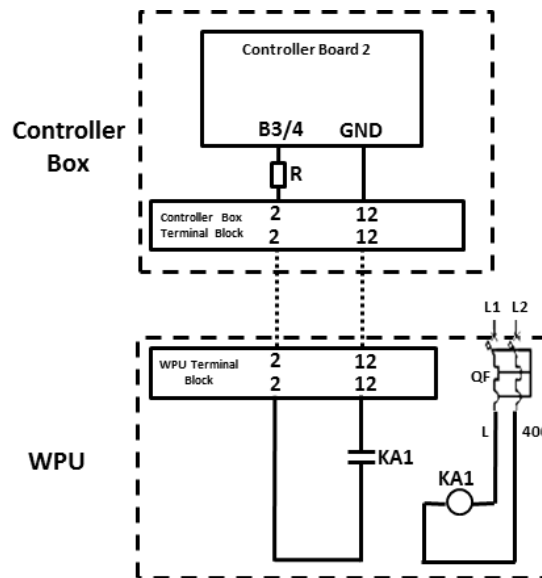 Controller Board 2
B3/4 GND
Controller
Box
R
Controller Box
Terminal Block
2 12
2 12
L1 L2
WPU Terminal
Block
2 12
2 12
QF
L 400
KA1
WPU
KA1